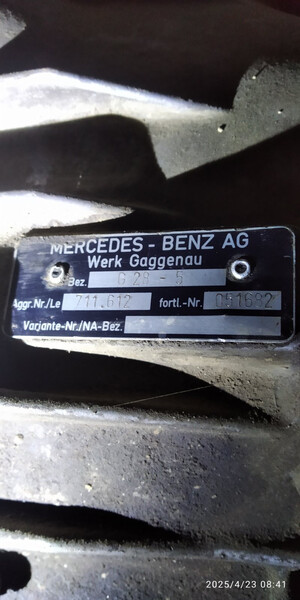 MERCEDES - BENZ AG
Werk Gaggenau
Bez. G 28 - 5
Aggr.Nr/Le 711.612 fortl.-Nr. 051682
Variante-Nr./NA-Bez.
2025/4/23 08:41